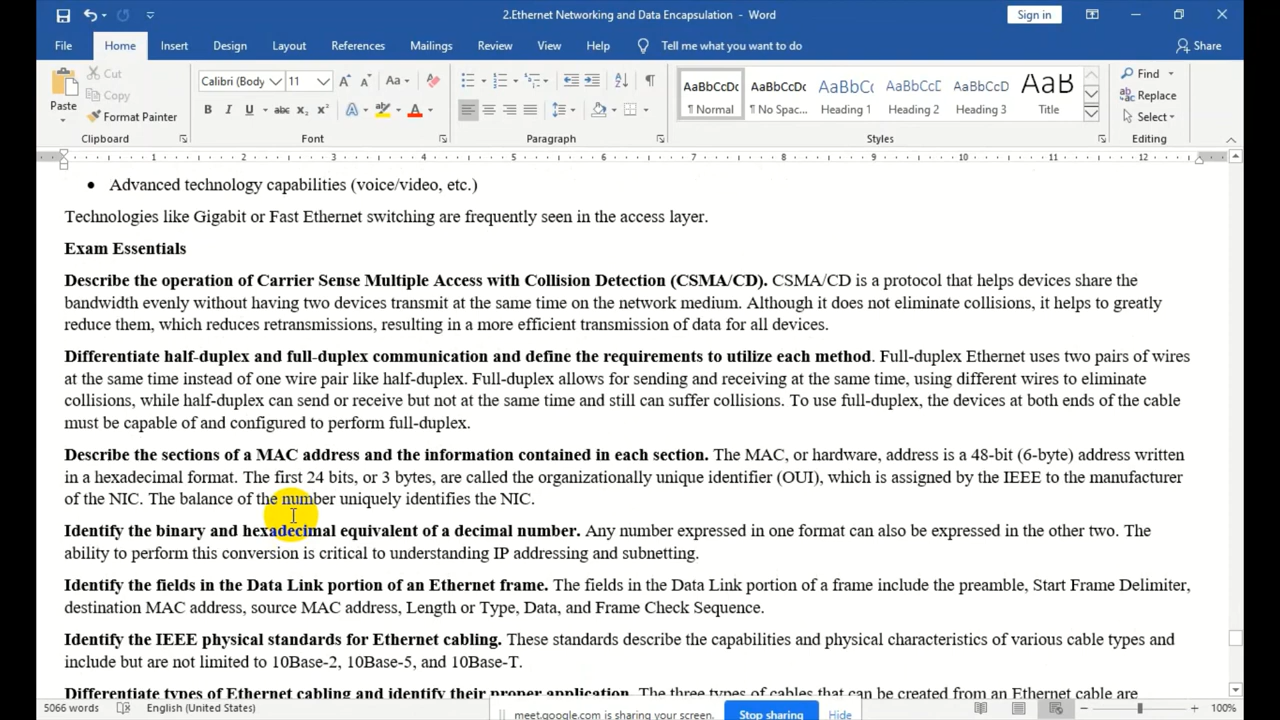 2.Ethernet Networking and Data Encapsulation - Word
Sign in
File Home Insert Design Layout References Mailings Review View Help Tell me what you want to do Share
Paste
Cut
Copy
Format Painter
Clipboard
Calibri (Body 11
Font
Paragraph
AaBbCcDc AaBbCcDc AaBbCc AaBbCcD AaBbCcD AaB
¶ Normal ¶ No Spac... Heading 1 Heading 2 Heading 3 Title
Styles
Find
Replace
Select
Editing
1 2 3 4 5 6 7 8 9 10 11 12
• Advanced technology capabilities (voice/video, etc.)
Technologies like Gigabit or Fast Ethernet switching are frequently seen in the access layer.
Exam Essentials
Describe the operation of Carrier Sense Multiple Access with Collision Detection (CSMA/CD). CSMA/CD is a protocol that helps devices share the
bandwidth evenly without having two devices transmit at the same time on the network medium. Although it does not eliminate collisions, it helps to greatly
reduce them, which reduces retransmissions, resulting in a more efficient transmission of data for all devices.
Differentiate half-duplex and full-duplex communication and define the requirements to utilize each method. Full-duplex Ethernet uses two pairs of wires
at the same time instead of one wire pair like half-duplex. Full-duplex allows for sending and receiving at the same time, using different wires to eliminate
collisions, while half-duplex can send or receive but not at the same time and still can suffer collisions. To use full-duplex, the devices at both ends of the cable
must be capable of and configured to perform full-duplex.
Describe the sections of a MAC address and the information contained in each section. The MAC, or hardware, address is a 48-bit (6-byte) address written
in a hexadecimal format. The first 24 bits, or 3 bytes, are called the organizationally unique identifier (OUI), which is assigned by the IEEE to the manufacturer
of the NIC. The balance of the number uniquely identifies the NIC.
Identify the binary and hexadecimal equivalent of a decimal number. Any number expressed in one format can also be expressed in the other two. The
ability to perform this conversion is critical to understanding IP addressing and subnetting.
Identify the fields in the Data Link portion of an Ethernet frame. The fields in the Data Link portion of a frame include the preamble, Start Frame Delimiter,
destination MAC address, source MAC address, Length or Type, Data, and Frame Check Sequence.
Identify the IEEE physical standards for Ethernet cabling. These standards describe the capabilities and physical characteristics of various cable types and
include but are not limited to 10Base-2, 10Base-5, and 10Base-T.
Differentiate types of Ethernet cabling and identify their proper application. The three types of cables that can be created from an Ethernet cable are
5066 words English (United States) 100%
meet.google.com is sharing your screen. Stop sharing Hide